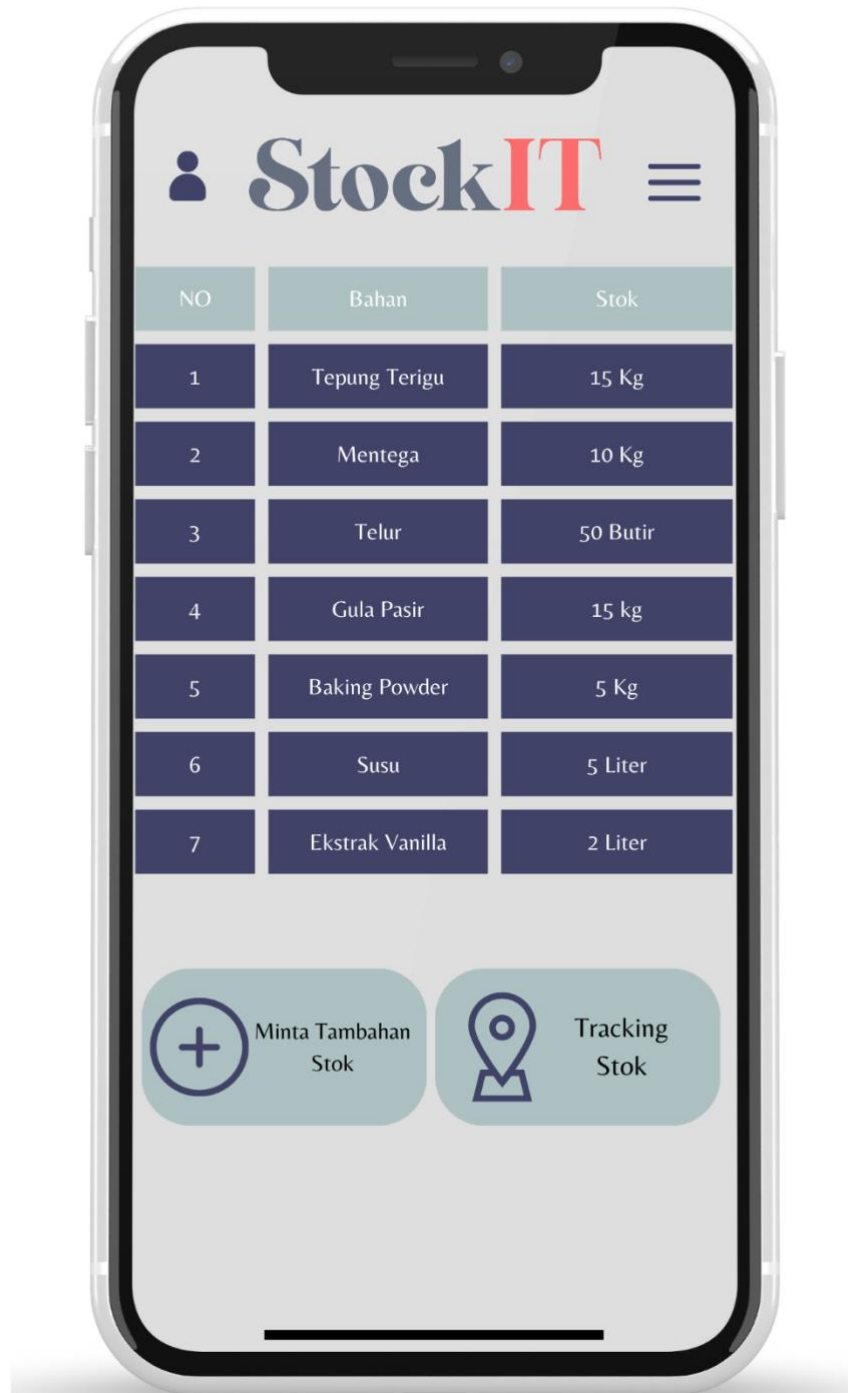 StockIT
NO Bahan Stok
1 Tepung Terigu 15 Kg
2 Mentega 10 Kg
3 Telur 50 Butir
4 Gula Pasir 15 kg
5 Baking Powder 5 Kg
6 Susu 5 Liter
7 Ekstrak Vanilla 2 Liter
Minta Tambahan
Stok
Tracking
Stok